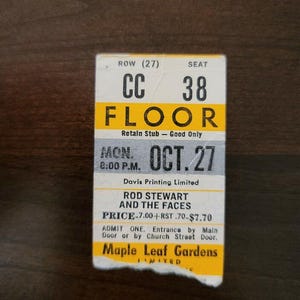 ROW (27) SEAT
CC 38
FLOOR
Retain Stub — Good Only
MON. OCT. 27
8:00 P.M.
Davis Printing Limited
ROD STEWART
AND THE FACES
PRICE-7.00+RST .70-$7.70
ADMIT ONE. Entrance by Main
Door or by Church Street Door.
Maple Leaf Gardens
LIMITED